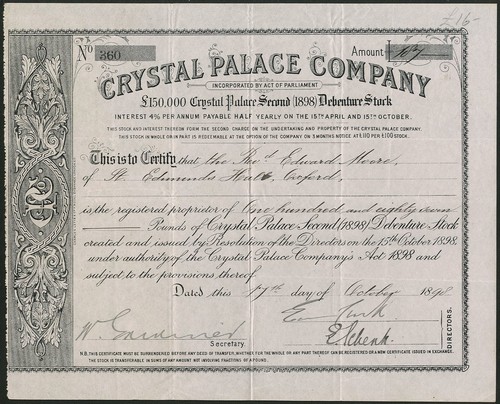 £16-
No 360 Amount
CRYSTAL PALACE COMPANY
INCORPORATED BY ACT OF PARLIAMENT
£150,000 Crystal Palace Second (1898) Debenture Stock
INTEREST 4% PER ANNUM PAYABLE HALF YEARLY ON THE 15TH APRIL AND 15TH OCTOBER.
THIS STOCK AND INTEREST THEREON FORM THE SECOND CHARGE ON THE UNDERTAKING AND PROPERTY OF THE CRYSTAL PALACE COMPANY.
THIS STOCK IN WHOLE OR IN PART IS REDEEMABLE AT THE OPTION OF THE COMPANY ON 3 MONTHS NOTICE AT £110 PER £100 STOCK.
This is to Certify that the Revd Edward Moore,
of St. Edmunds Hall, Oxford,
is the registered proprietor of One hundred and eighty seven
Pounds of Crystal Palace Second (1898) Debenture Stock
created and issued by Resolution of the Directors on the 15th October 1898,
under authority of the Crystal Palace Company's Act 1898 and
subject to the provisions thereof.
Dated this 17th day of October 1898
W. Gardiner
Secretary.
E. Schenk
DIRECTORS.
N.B. THIS CERTIFICATE MUST BE SURRENDERED BEFORE ANY DEED OF TRANSFER, WHETHER FOR THE WHOLE OR ANY PART THEREOF CAN BE REGISTERED OR A NEW CERTIFICATE ISSUED IN EXCHANGE.
THE STOCK IS TRANSFERABLE IN SUMS OF ANY AMOUNT NOT INVOLVING FRACTIONS OF A POUND.